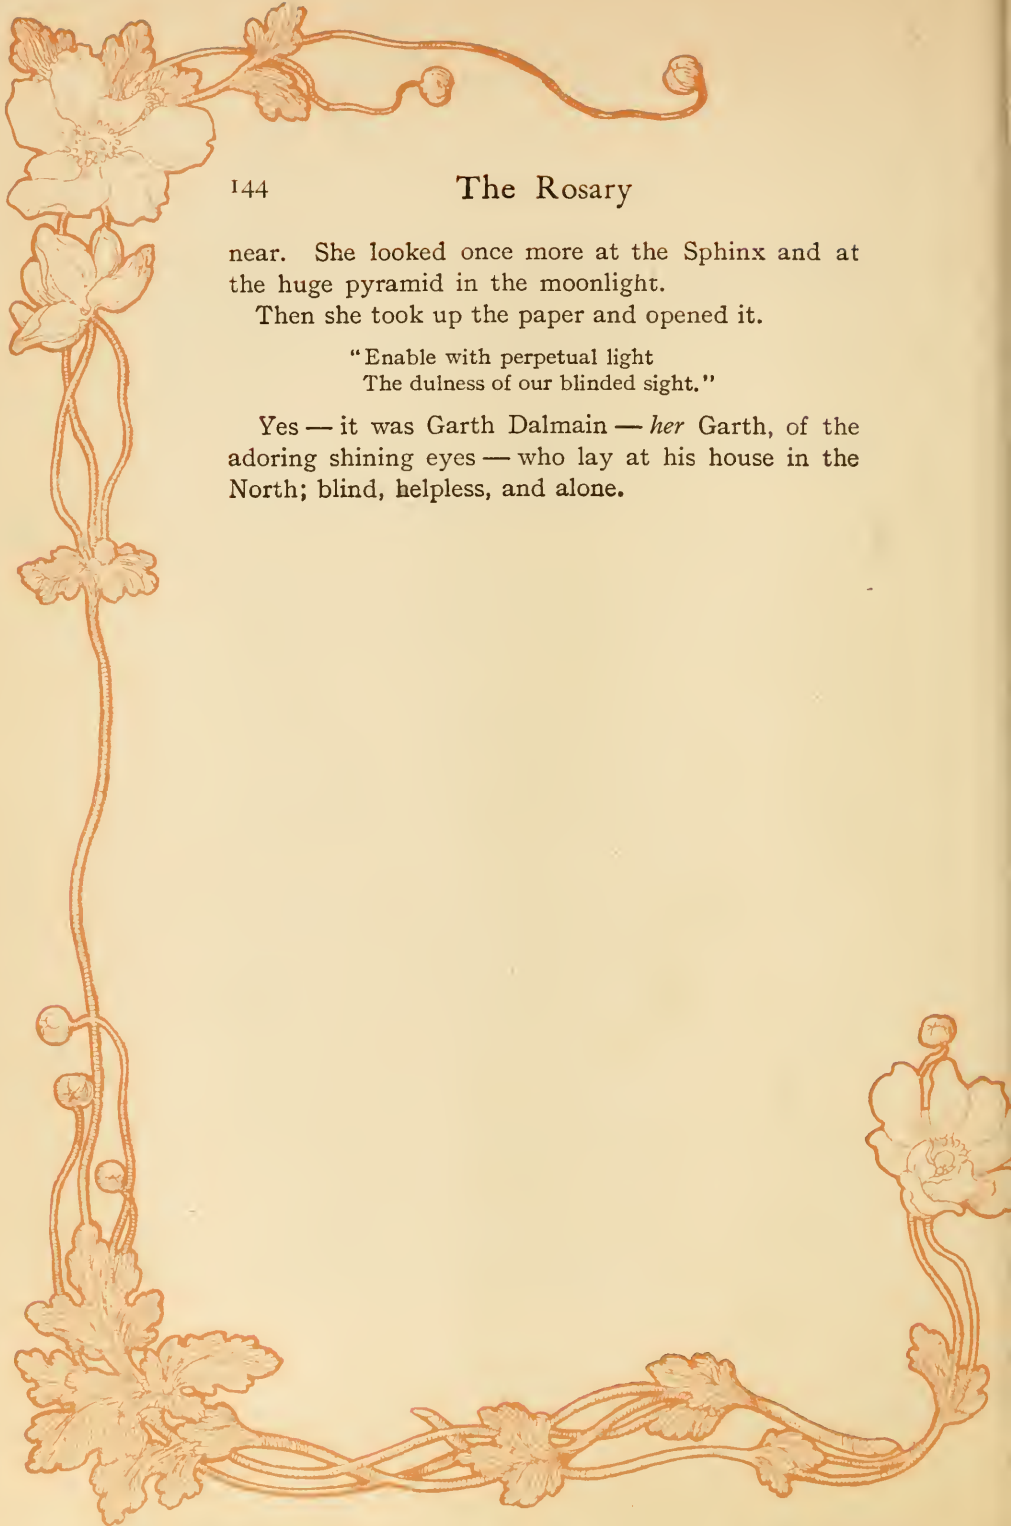 144 The Rosary
near. She looked once more at the Sphinx and at
the huge pyramid in the moonlight.
Then she took up the paper and opened it.
"Enable with perpetual light
The dulness of our blinded sight."
Yes — it was Garth Dalmain — her Garth, of the
adoring shining eyes — who lay at his house in the
North; blind, helpless, and alone.